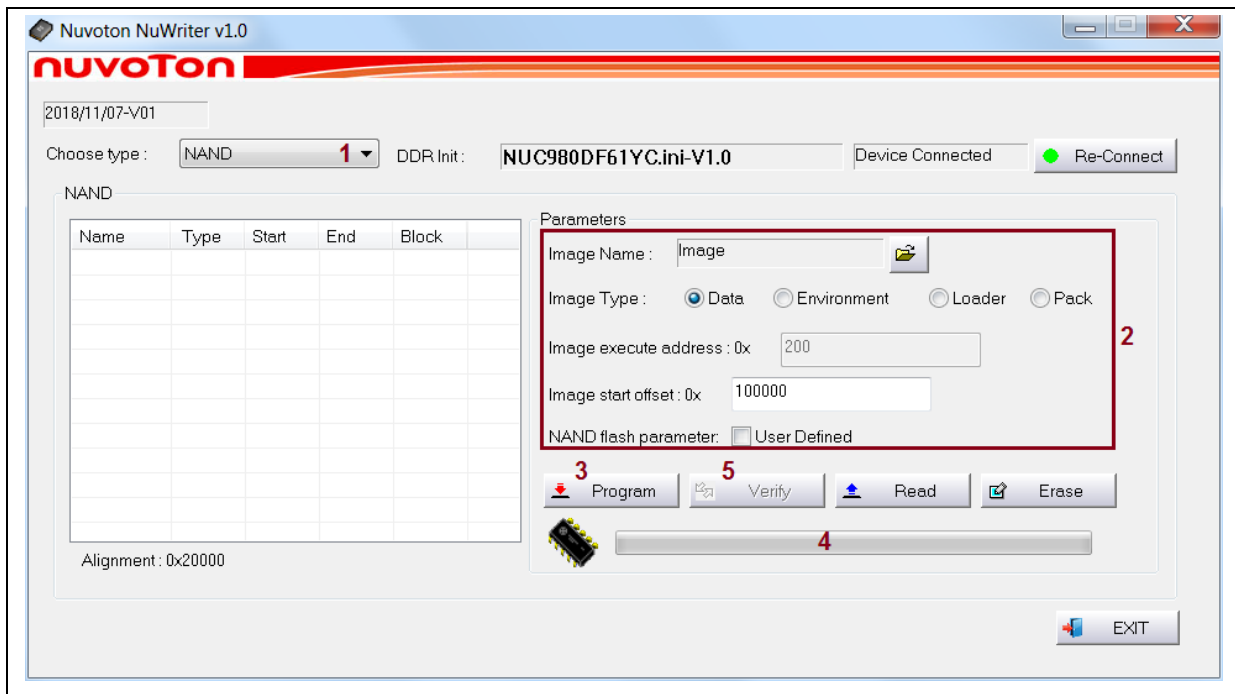 Nuvoton NuWriter v1.0
nuvoTon
2018/11/07-V01
Choose type : NAND 1 DDR Init : NUC980DF61YC.ini-V1.0 Device Connected Re-Connect
NAND
Parameters
Name Type Start End Block
Image Name : Image
Image Type : Data Environment Loader Pack
Image execute address : 0x 200
2
Image start offset : 0x 100000
NAND flash parameter: User Defined
3 5
Program Verify Read Erase
4
Alignment : 0x20000
EXIT